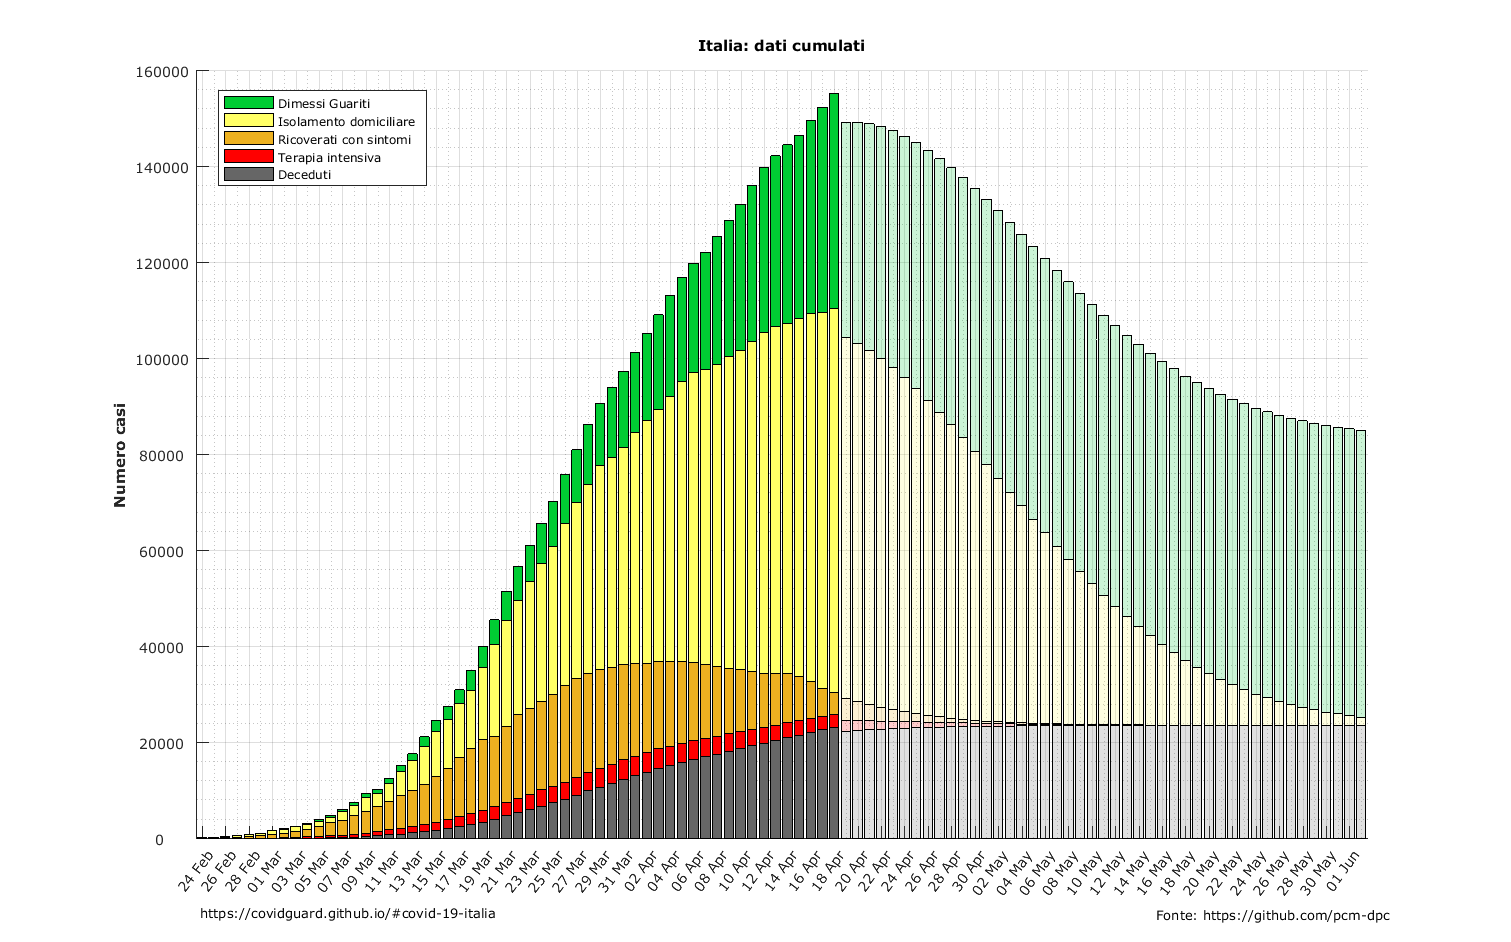 Italia: dati cumulati
160000
140000
120000
100000
80000
60000
40000
20000
0
Numero casi
Dimessi Guariti
Isolamento domiciliare
Ricoverati con sintomi
Terapia intensiva
Deceduti
24 Feb
26 Feb
28 Feb
01 Mar
03 Mar
05 Mar
07 Mar
09 Mar
11 Mar
13 Mar
15 Mar
17 Mar
19 Mar
21 Mar
23 Mar
25 Mar
27 Mar
29 Mar
31 Mar
02 Apr
04 Apr
06 Apr
08 Apr
10 Apr
12 Apr
14 Apr
16 Apr
18 Apr
20 Apr
22 Apr
24 Apr
26 Apr
28 Apr
30 Apr
02 May
04 May
06 May
08 May
10 May
12 May
14 May
16 May
18 May
20 May
22 May
24 May
26 May
28 May
30 May
01 Jun
https://covidguard.github.io/#covid-19-italia
Fonte: https://github.com/pcm-dpc